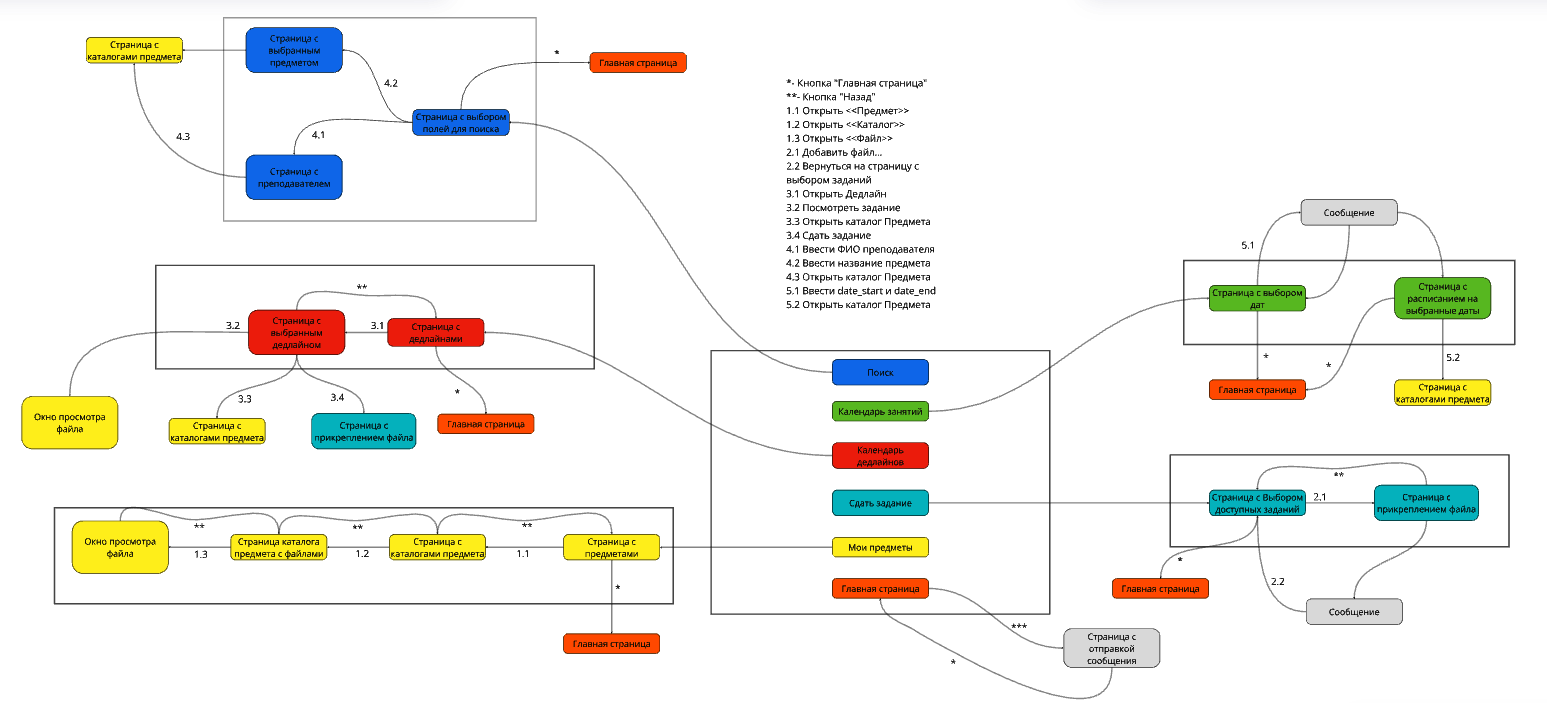 Страница с
каталогами предмета
Страница с
выбранным
предметом
*
Главная страница
4.2
Страница с выбором
полей для поиска
4.1
4.3
Страница с
преподавателем
*- Кнопка "Главная страница"
**- Кнопка "Назад"
1.1 Открыть <<Предмет>>
1.2 Открыть <<Каталог>>
1.3 Открыть <<Файл>>
2.1 Добавить файл...
2.2 Вернуться на страницу с
выбором заданий
3.1 Открыть Дедлайн
3.2 Посмотреть задание
3.3 Открыть каталог Предмета
3.4 Сдать задание
4.1 Ввести ФИО преподавателя
4.2 Ввести название предмета
4.3 Открыть каталог Предмета
5.1 Ввести date_start и date_end
5.2 Открыть каталог Предмета
Сообщение
5.1
Страница с выбором
дат
Страница с
расписанием на
выбранные даты
*
*
5.2
Главная страница
Страница с
каталогами предмета
**
3.2
Страница с
выбранным
дедлайном
3.1
Страница с
дедлайнами
3.3
3.4
*
Окно просмотра
файла
Страница с
каталогами предмета
Страница с
прикреплением файла
Главная страница
Поиск
Календарь занятий
Календарь
дедлайнов
Сдать задание
Мои предметы
Главная страница
**
Страница с Выбором
доступных заданий
2.1
Страница с
прикреплением файла
*
2.2
Главная страница
Сообщение
**
**
**
Окно просмотра
файла
1.3
Страница каталога
предмета с файлами
1.2
Страница с
каталогами предмета
1.1
Страница с
предметами
*
Главная страница
***
*
Страница с
отправкой
сообщения